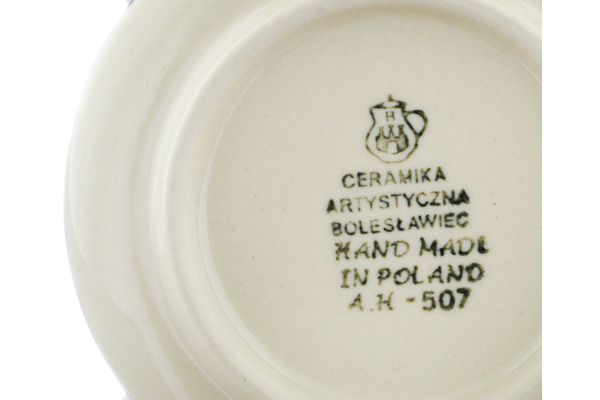 B
CERAMIKA
ARTYSTYCZNA
BOLESŁAWIEC
HAND MADE
IN POLAND
A.H - 507